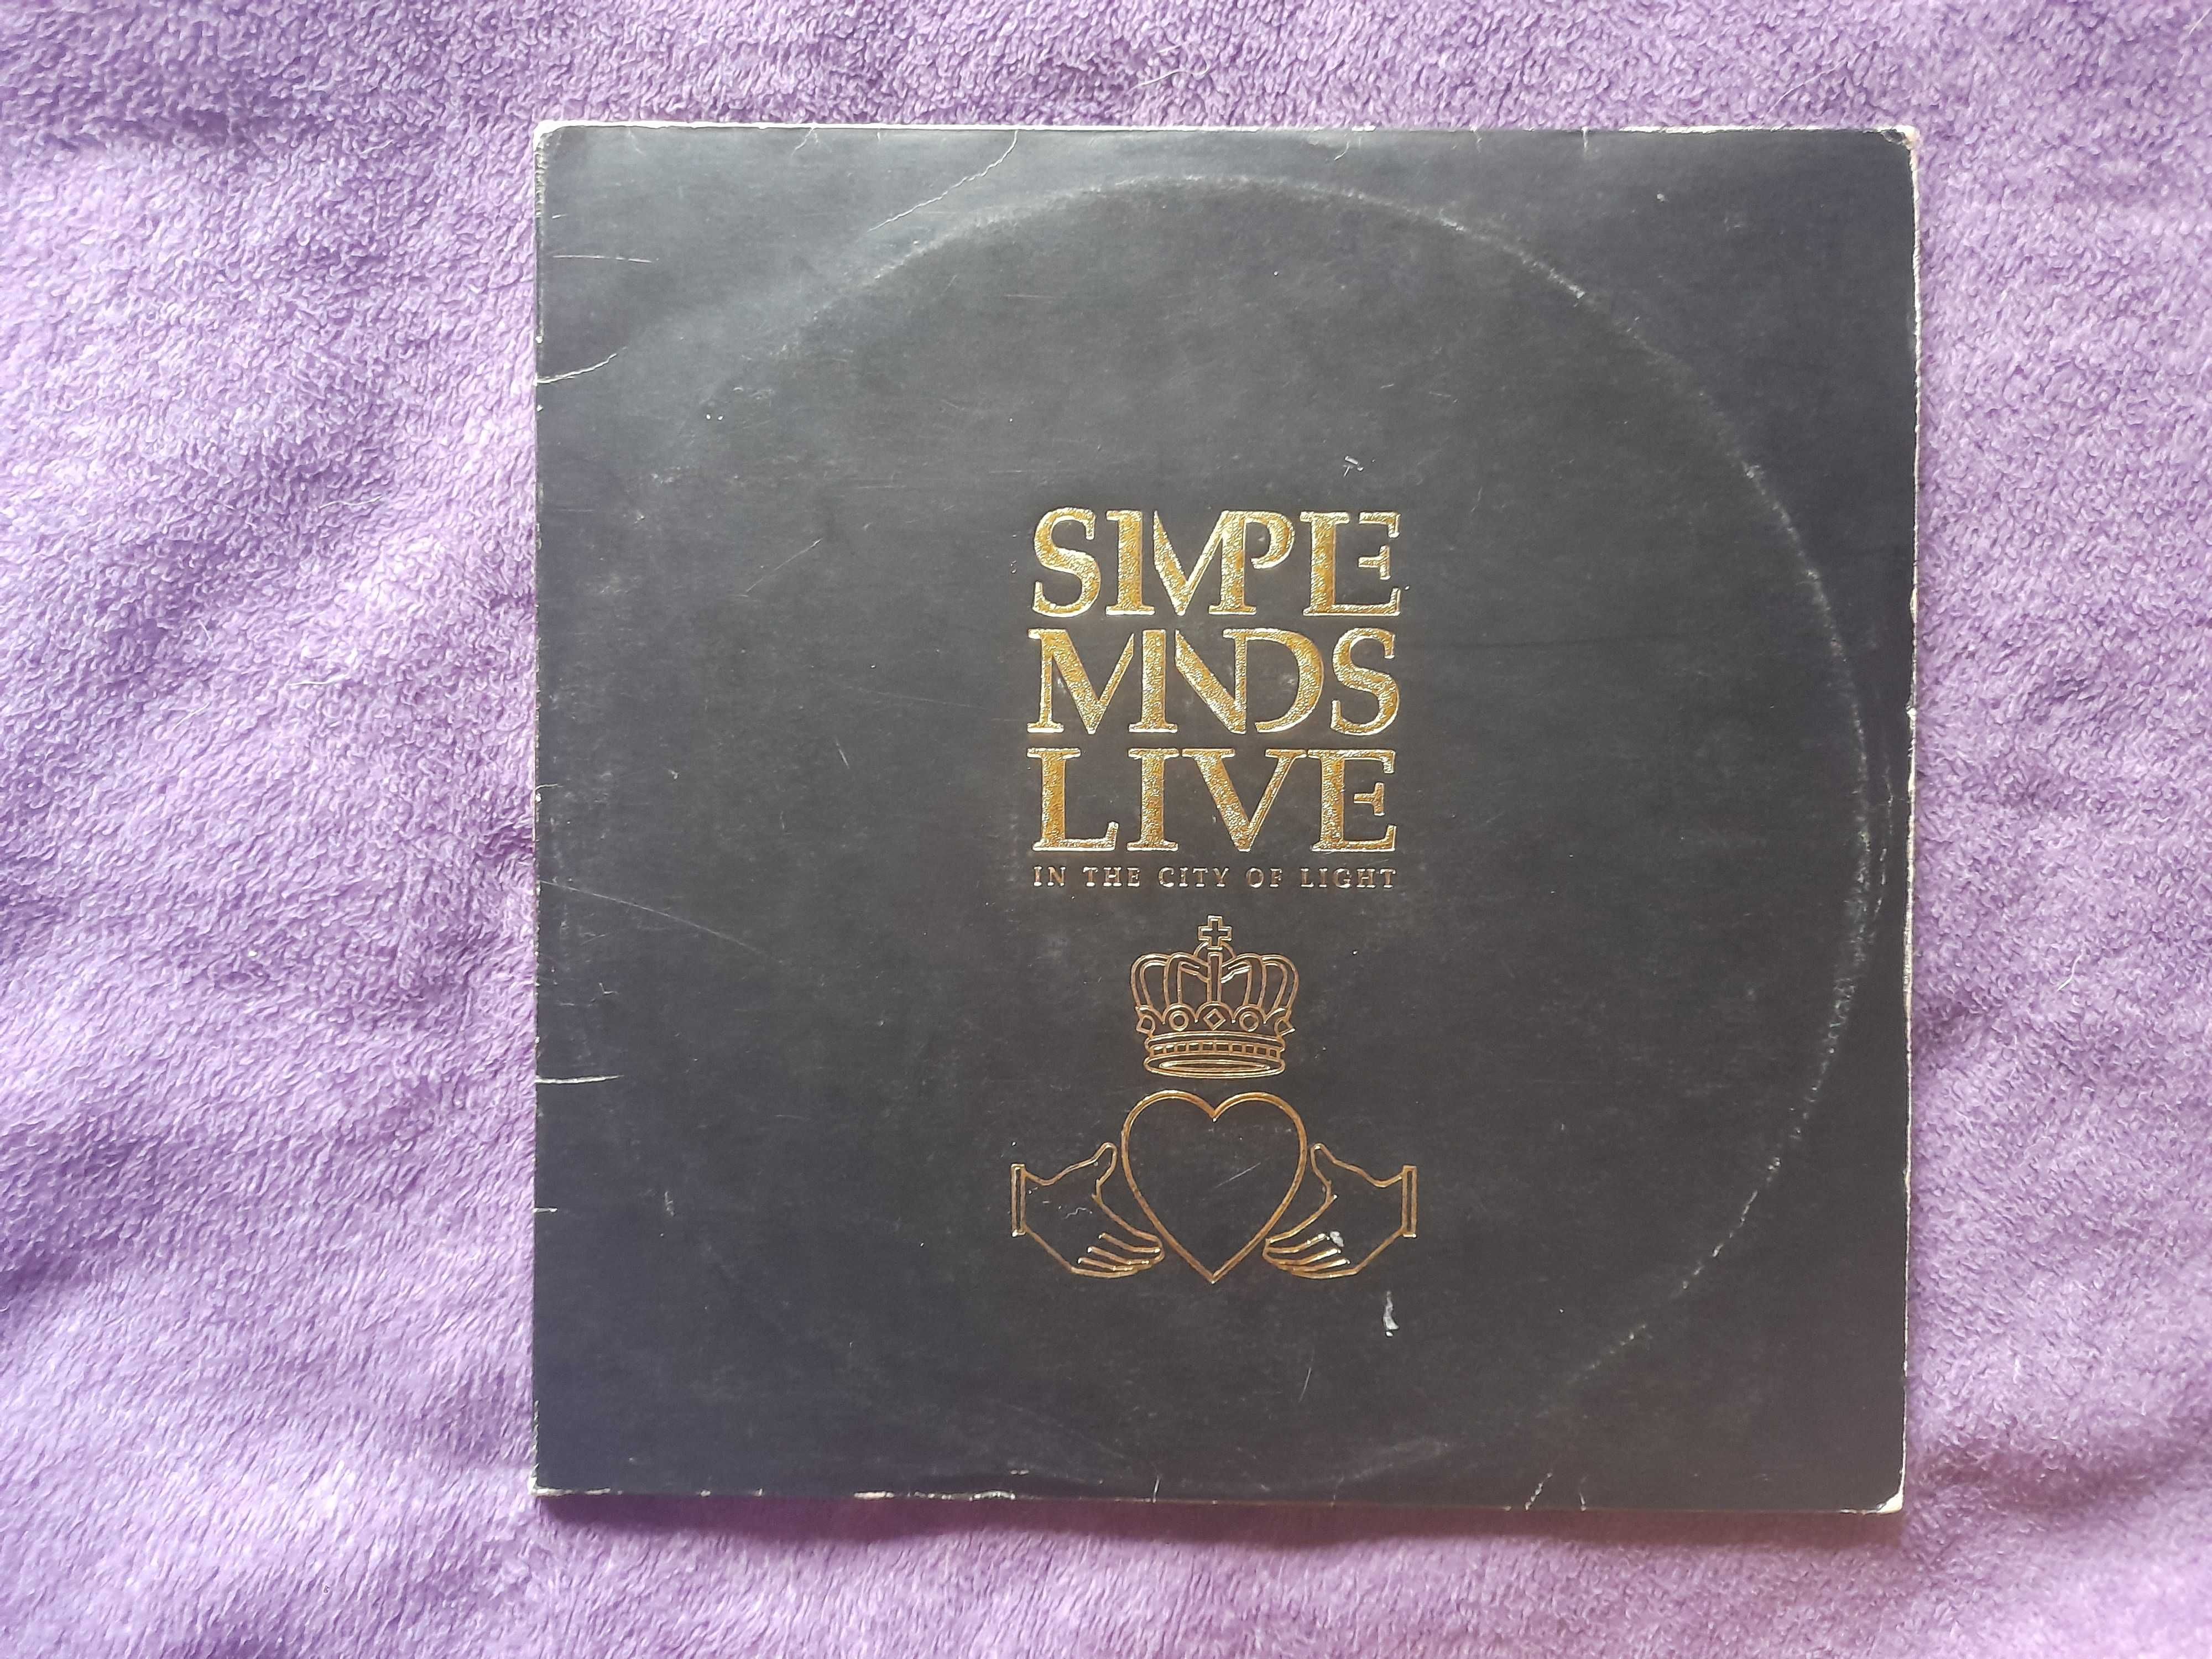 SIMPLE
MINDS
LIVE
IN THE CITY OF LIGHT